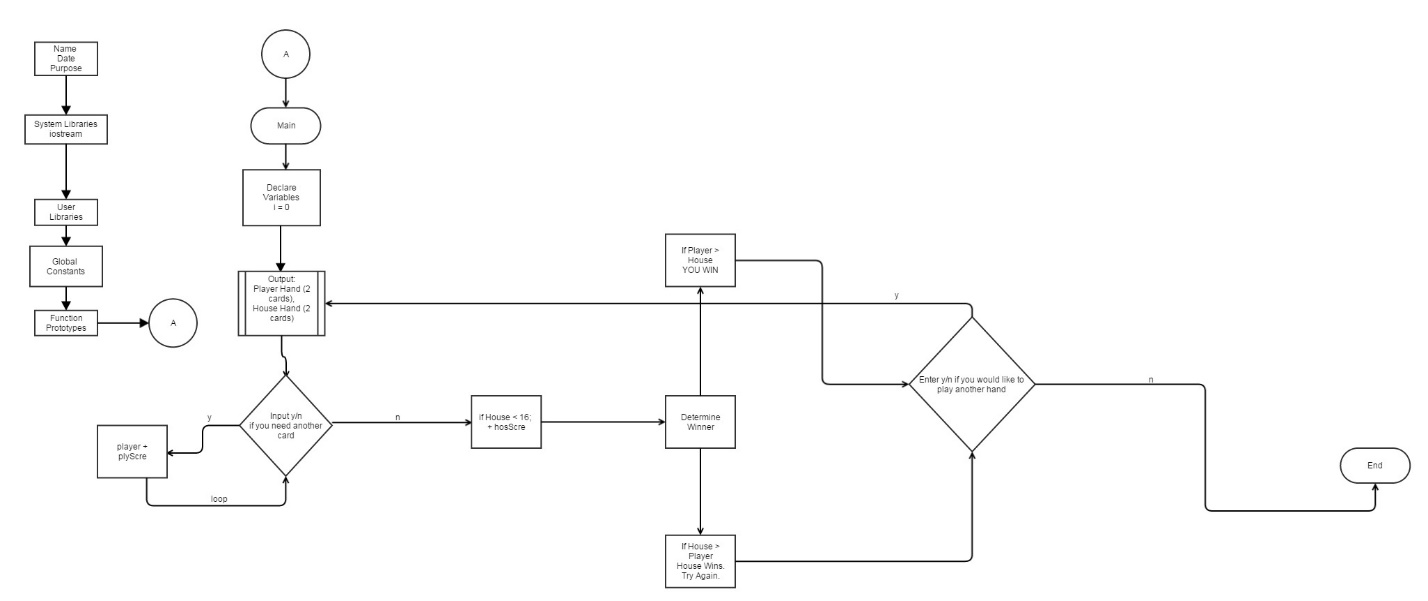 Name
Date
Purpose
System Libraries
iostream
User
Libraries
Global
Constants
Function
Prototypes
A
A
Main
Declare
Variables
i = 0
Output:
Player Hand (2
cards),
House Hand (2
cards)
Input y/n
if you need another
card
y
player +
plyScre
loop
n
if House < 16;
+ hosScre
Determine
Winner
If Player >
House
YOU WIN
If House >
Player
House Wins.
Try Again.
Enter y/n if you would like to
play another hand
y
n
End